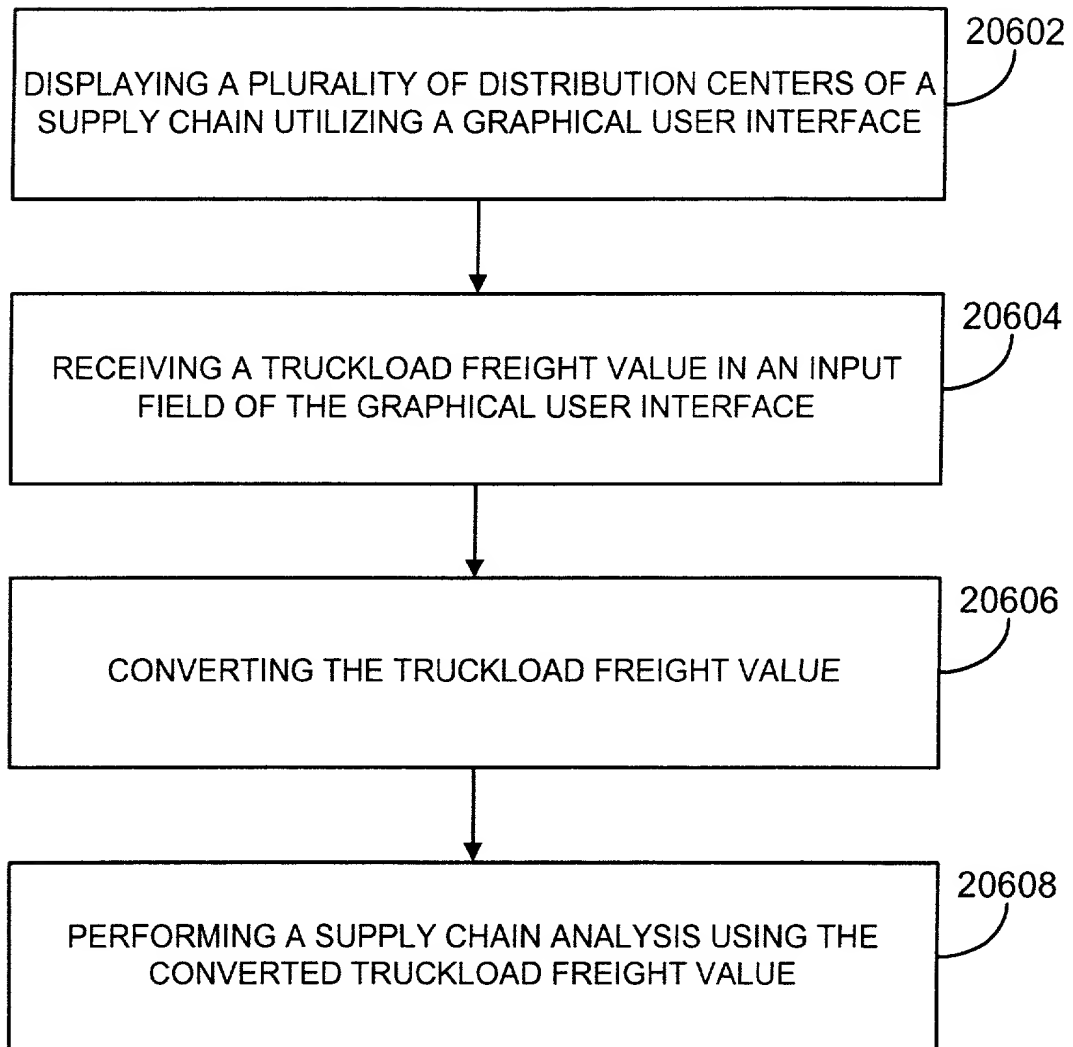 20602
DISPLAYING A PLURALITY OF DISTRIBUTION CENTERS OF A
SUPPLY CHAIN UTILIZING A GRAPHICAL USER INTERFACE
20604
RECEIVING A TRUCKLOAD FREIGHT VALUE IN AN INPUT
FIELD OF THE GRAPHICAL USER INTERFACE
20606
CONVERTING THE TRUCKLOAD FREIGHT VALUE
20608
PERFORMING A SUPPLY CHAIN ANALYSIS USING THE
CONVERTED TRUCKLOAD FREIGHT VALUE